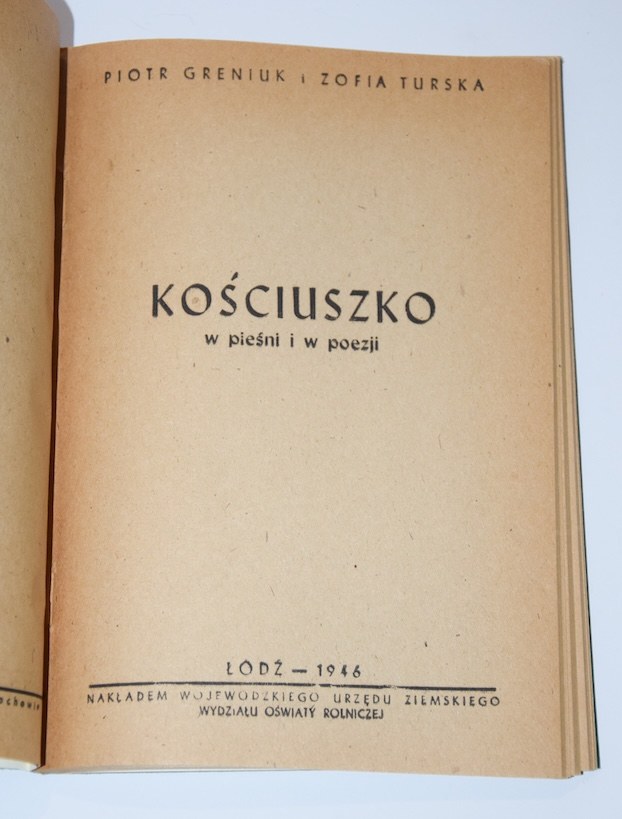 PIOTR GRENIUK i ZOFIA TURSKA
KOŚCIUSZKO
w pieśni i w poezji
ŁÓDŹ — 1946
NAKŁADEM WOJEWÓDZKIEGO URZĘDU ZIEMSKIEGO
WYDZIAŁU OŚWIATY ROLNICZEJ